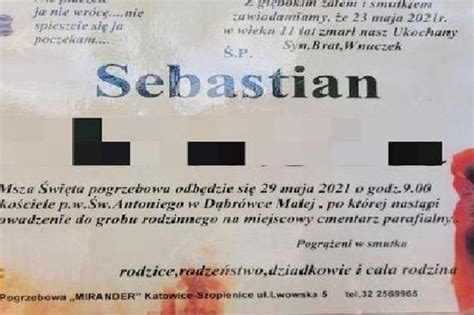 ja nie wrócę.....nie
spieszcie się ja
poczekam....
Z głębokim żalem i smutkiem
zawiadamiamy, że 23 maja 2021r.
w wieku 11 lat zmarł nasz Ukochany
Syn,Brat,Wnuczek
Ś.P.
Sebastian
Msza Święta pogrzebowa odbędzie się 29 maja 2021 o godz.9.00
kościele p.w.Św.Antoniego w Dąbrówce Małej , po której nastąpi
owadzenie do grobu rodzinnego na miejscowy cmentarz parafialny.
Pogrążeni w smutku
rodzice,rodzeństwo,dziadkowie i cała rodzina
Pogrzebowa „MIRANDER" Katowice-Szopienice ul.Lwowska 5 tel,32 2569965